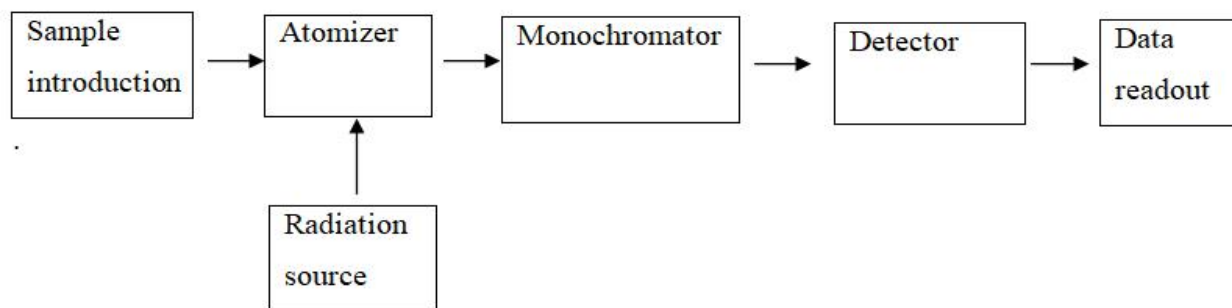 Sample
introduction
Atomizer
Monochromator
Detector
Data
readout
.
Radiation
source